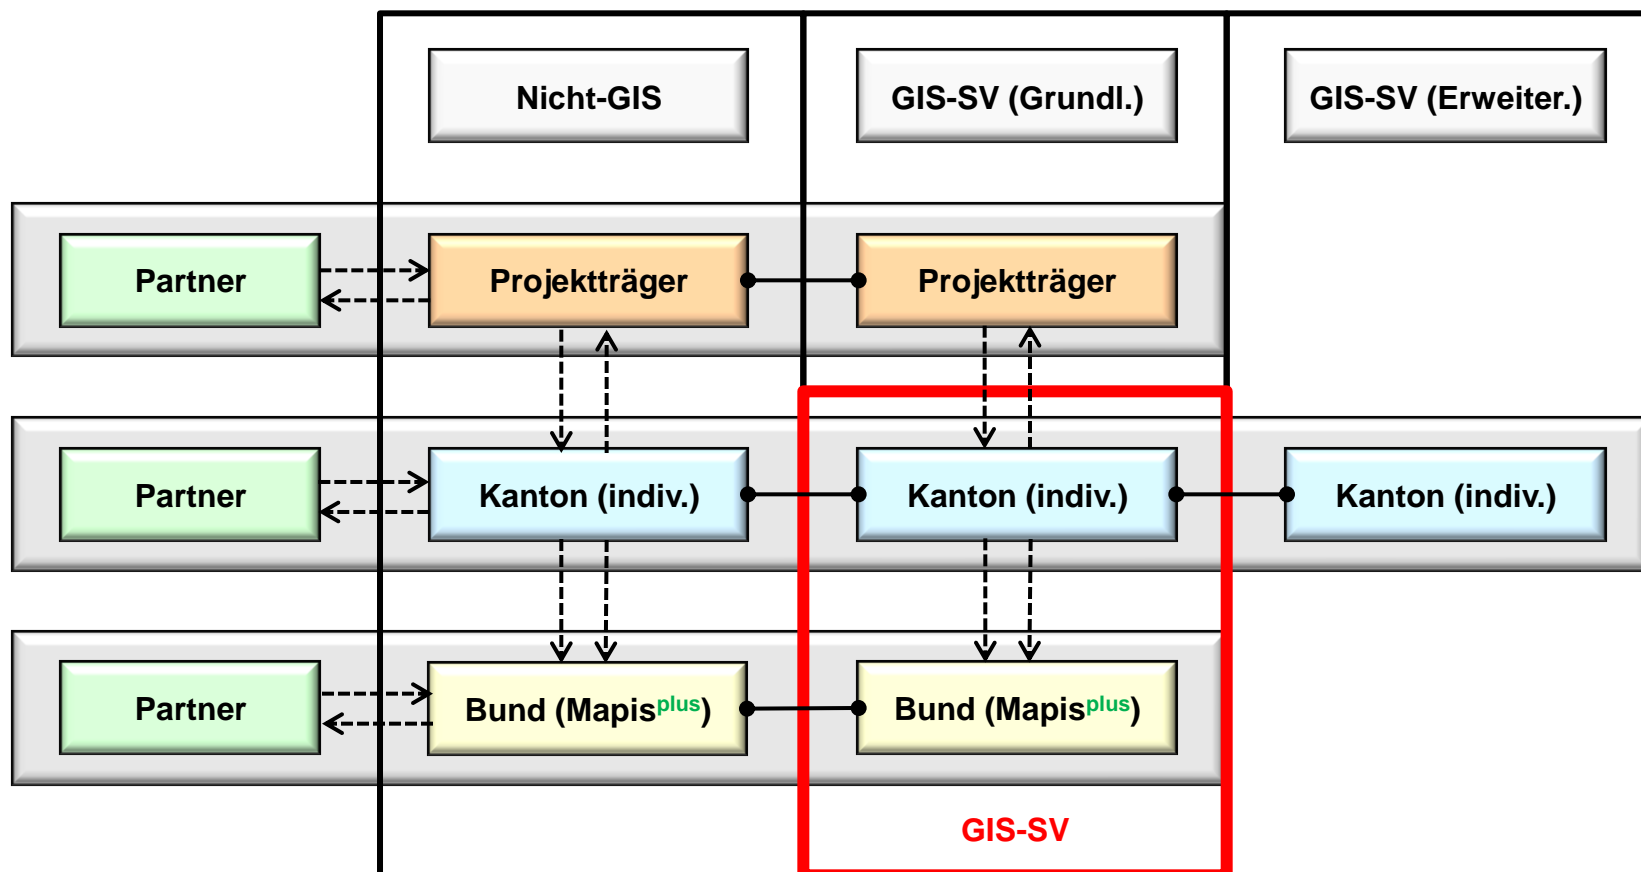 Nicht-GIS
GIS-SV (Grundl.)
GIS-SV (Erweiter.)
Partner
Projektträger
Projektträger
Partner
Kanton (indiv.)
Kanton (indiv.)
Kanton (indiv.)
Partner
Bund (Mapisplus)
Bund (Mapisplus)
GIS-SV